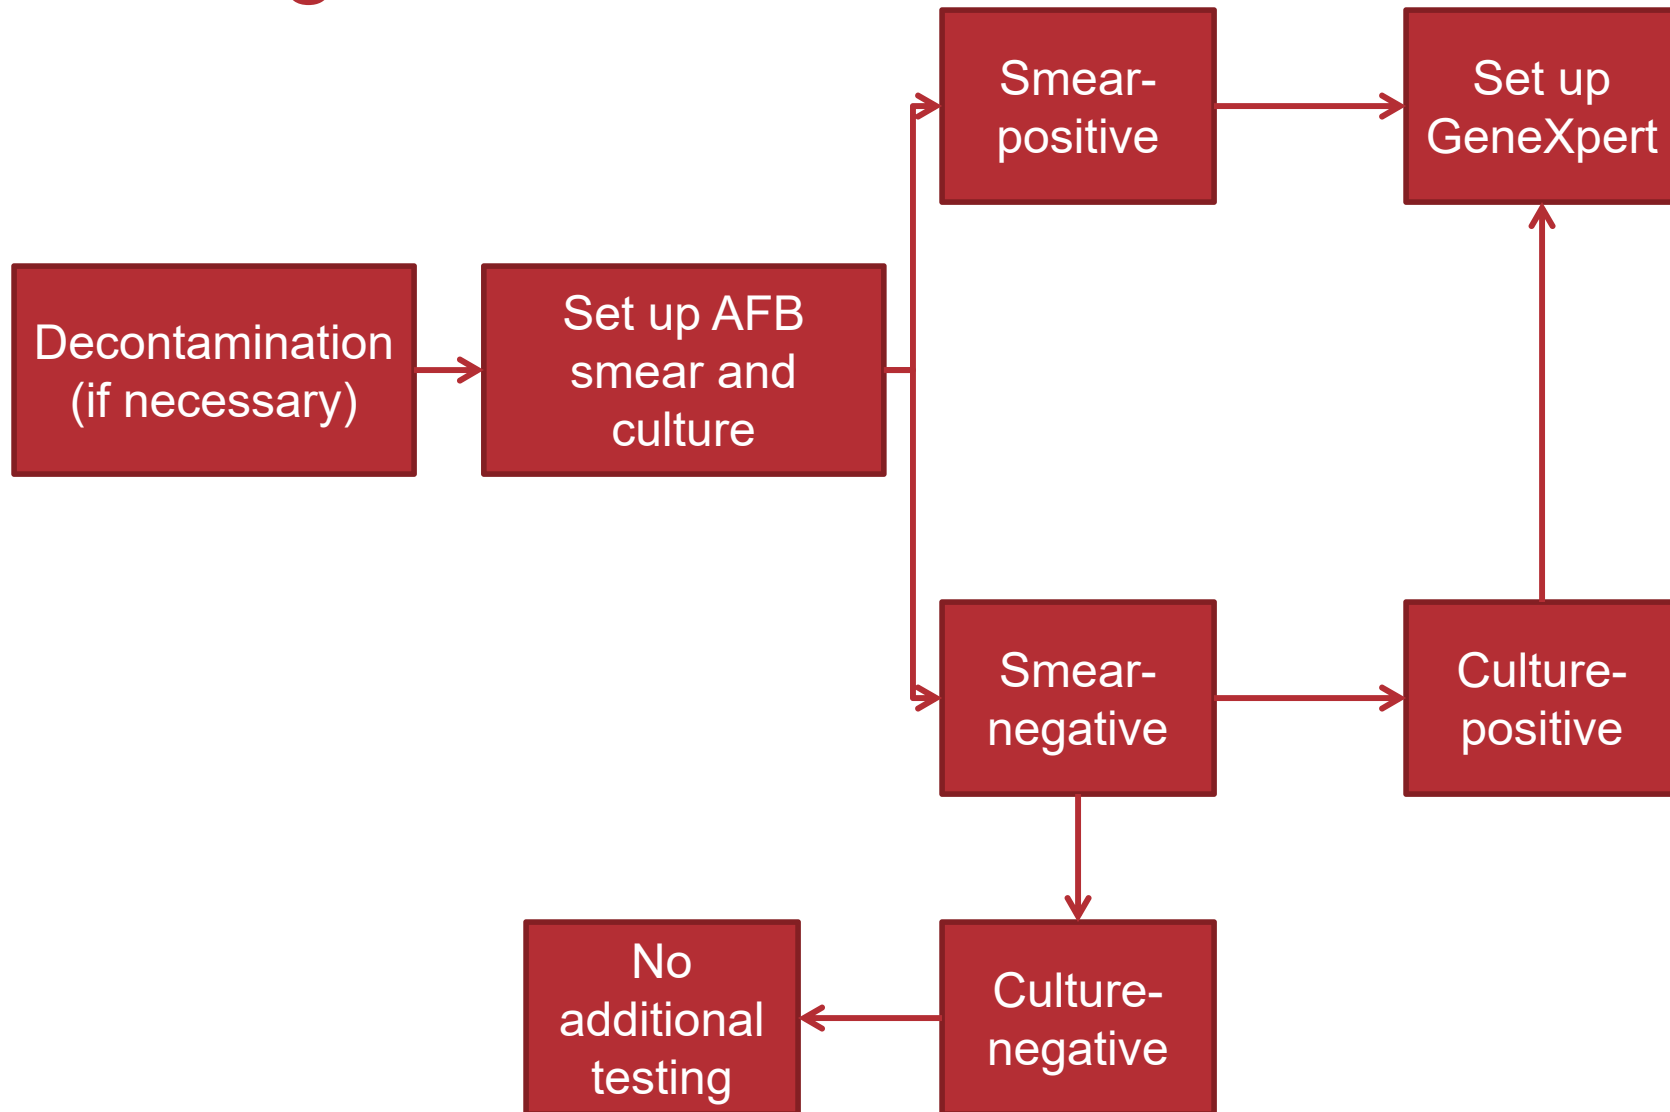 Smear-
positive
Set up
GeneXpert
Decontamination
(if necessary)
Set up AFB
smear and
culture
Smear-
negative
Culture-
positive
No
additional
testing
Culture-
negative